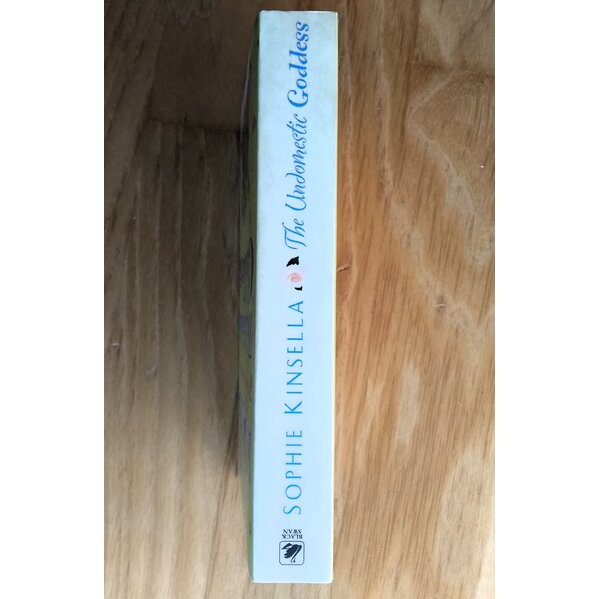 SOPHIE KINSELLA
The Undomestic Goddess
BLACK
SWAN